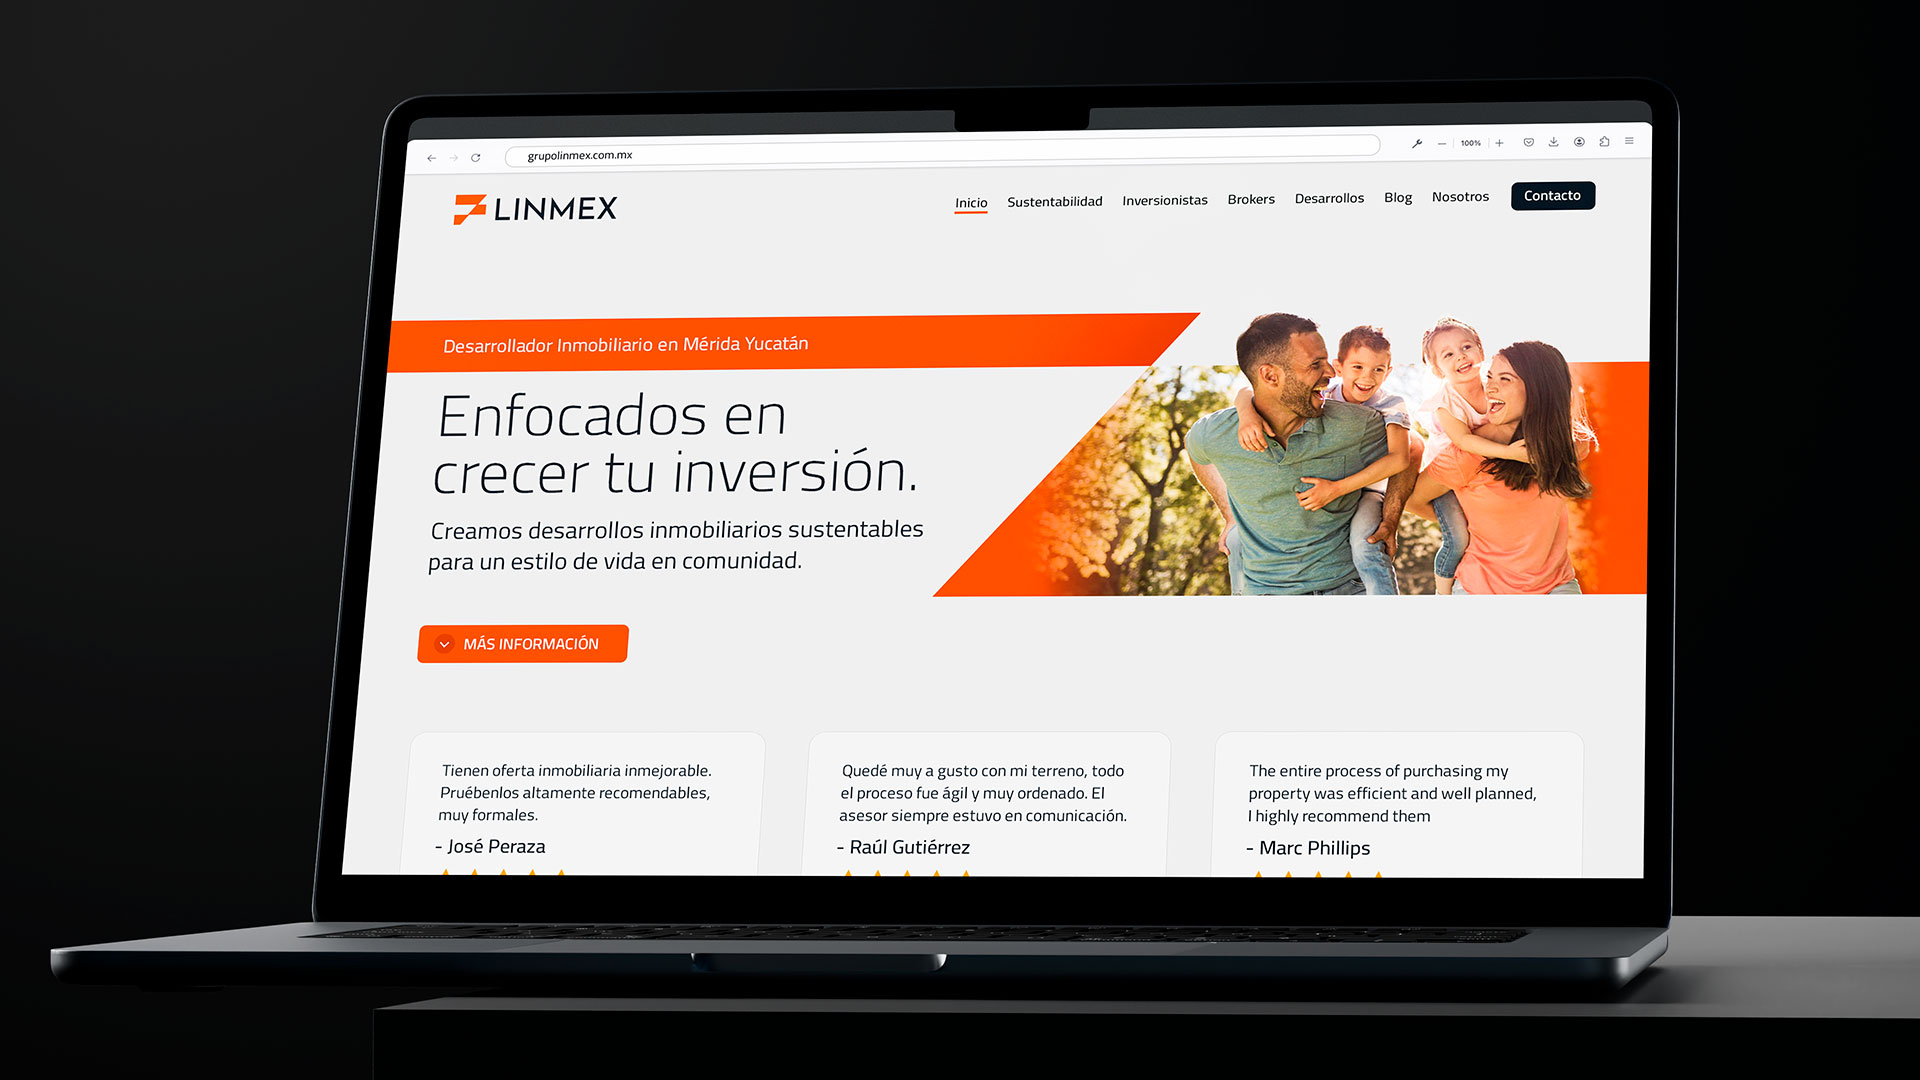 grupolinmex.com.mx
100%
LINMEX
Inicio Sustentabilidad Inversionistas Brokers Desarrollos Blog Nosotros Contacto
Desarrollador Inmobiliario en Mérida Yucatán
Enfocados en
crecer tu inversión.
Creamos desarrollos inmobiliarios sustentables
para un estilo de vida en comunidad.
MÁS INFORMACIÓN
Tienen oferta inmobiliaria inmejorable.
Pruébenlos altamente recomendables,
muy formales.
- José Peraza
Quedé muy a gusto con mi terreno, todo
el proceso fue ágil y muy ordenado. El
asesor siempre estuvo en comunicación.
- Raúl Gutiérrez
The entire process of purchasing my
property was efficient and well planned,
I highly recommend them
- Marc Phillips